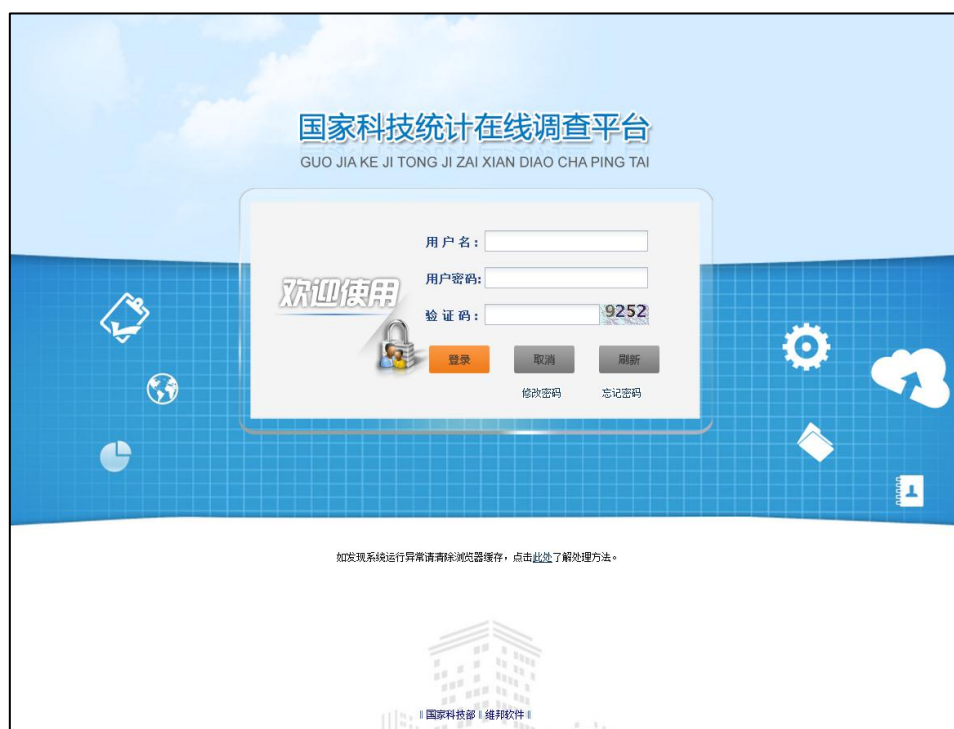 国家科技统计在线调查平台
GUO JIA KE JI TONG JI ZAI XIAN DIAO CHA PING TAI
欢迎使用
用 户 名：
用户密码:
验 证 码： 9252
登录 取消 刷新
修改密码 忘记密码
如发现系统运行异常请清除浏览器缓存，点击此处了解处理方法。
‖ 国家科技部 ‖ 维邦软件 ‖